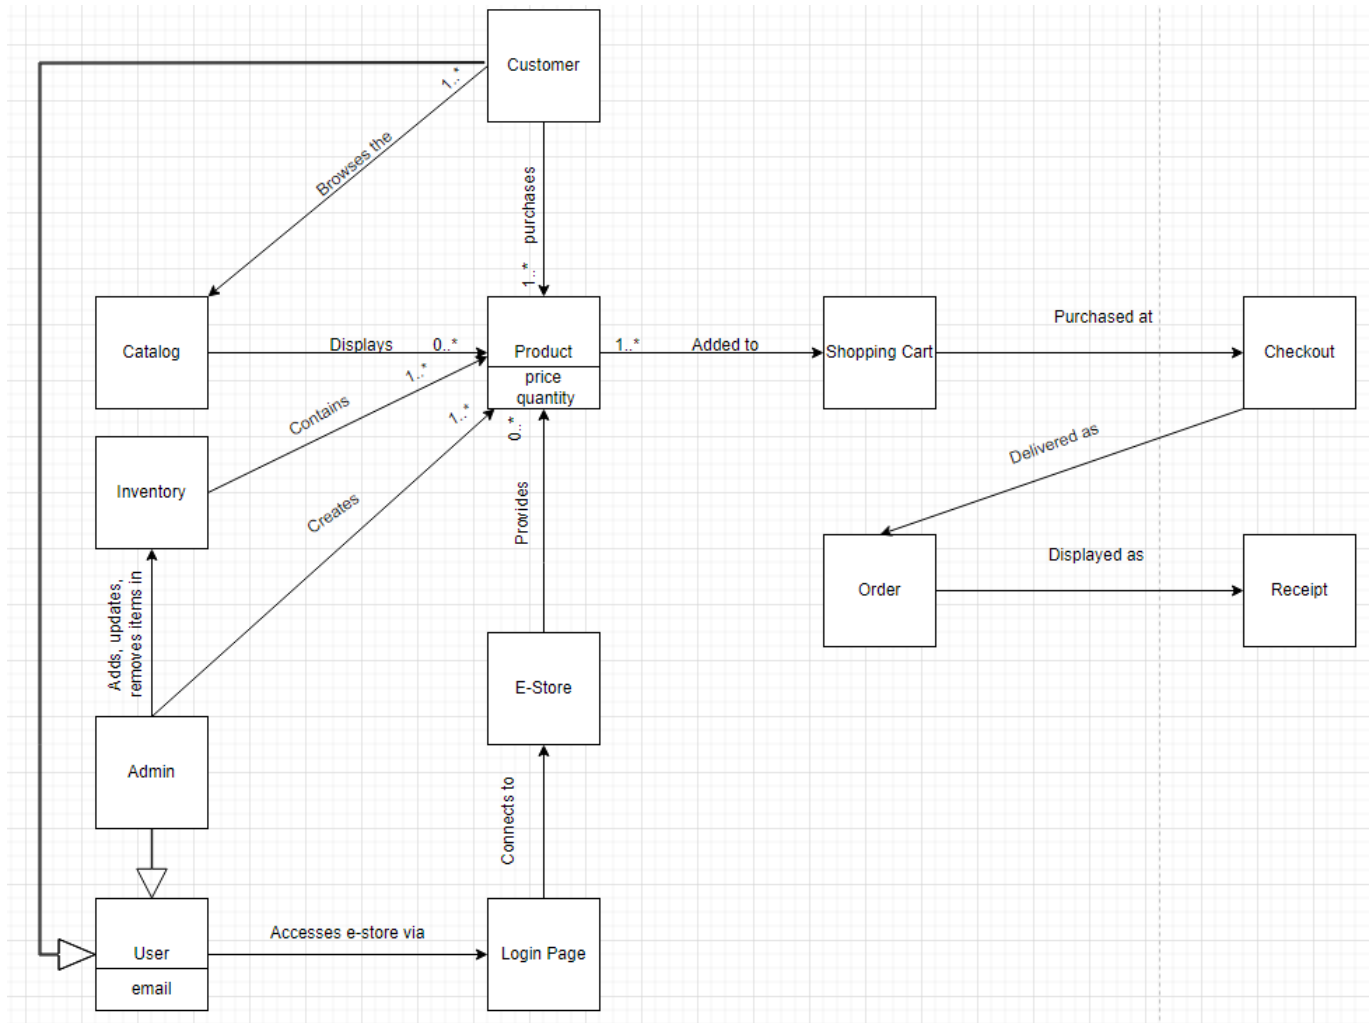 Customer
1..*
Browses the
purchases
1..*
Catalog
Displays
0..*
Product
price
quantity
1..*
Added to
Shopping Cart
Purchased at
Checkout
1..*
Contains
1..*
0..*
Delivered as
Inventory
Creates
Provides
Adds, updates,
removes items in
Order
Displayed as
Receipt
E-Store
Admin
Connects to
User
email
Accesses e-store via
Login Page